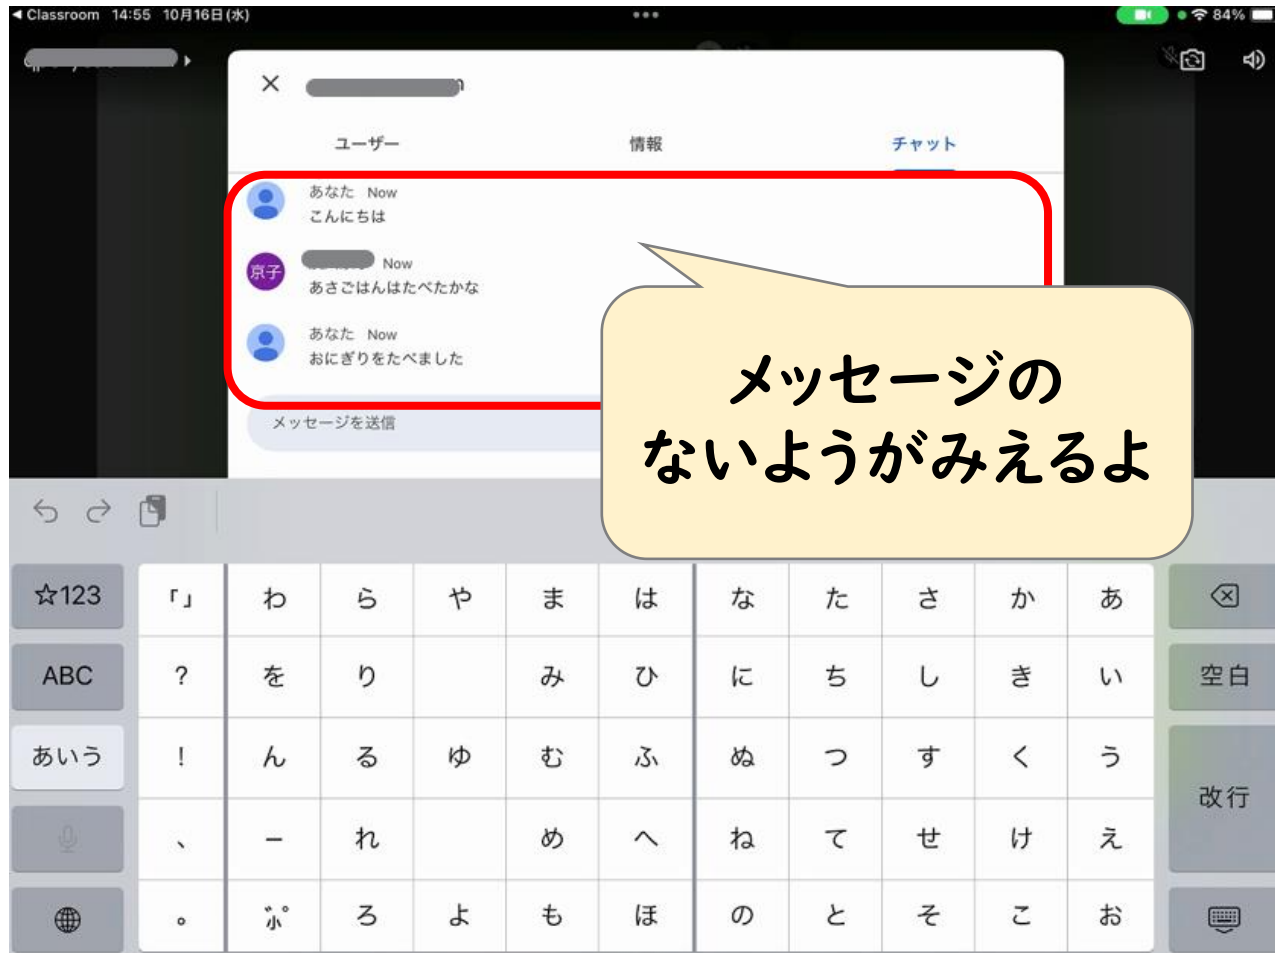 ◀ Classroom 14:55 10月16日(水)
84%
ユーザー 情報 チャット
あなた Now
こんにちは
京子 Now
あさごはんはたべたかな
あなた Now
おにぎりをたべました
メッセージを送信
メッセージの
ないようがみえるよ
☆123 「」 わ ら や ま は な た さ か あ
ABC ? を り み ひ に ち し き い 空白
あいう ! ん る ゆ む ふ ぬ つ す く う
改行
、 ー れ め へ ね て せ け え
。 ゛゜小 ろ よ も ほ の と そ こ お